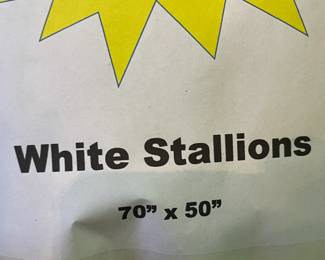 White Stallions
70” x 50”